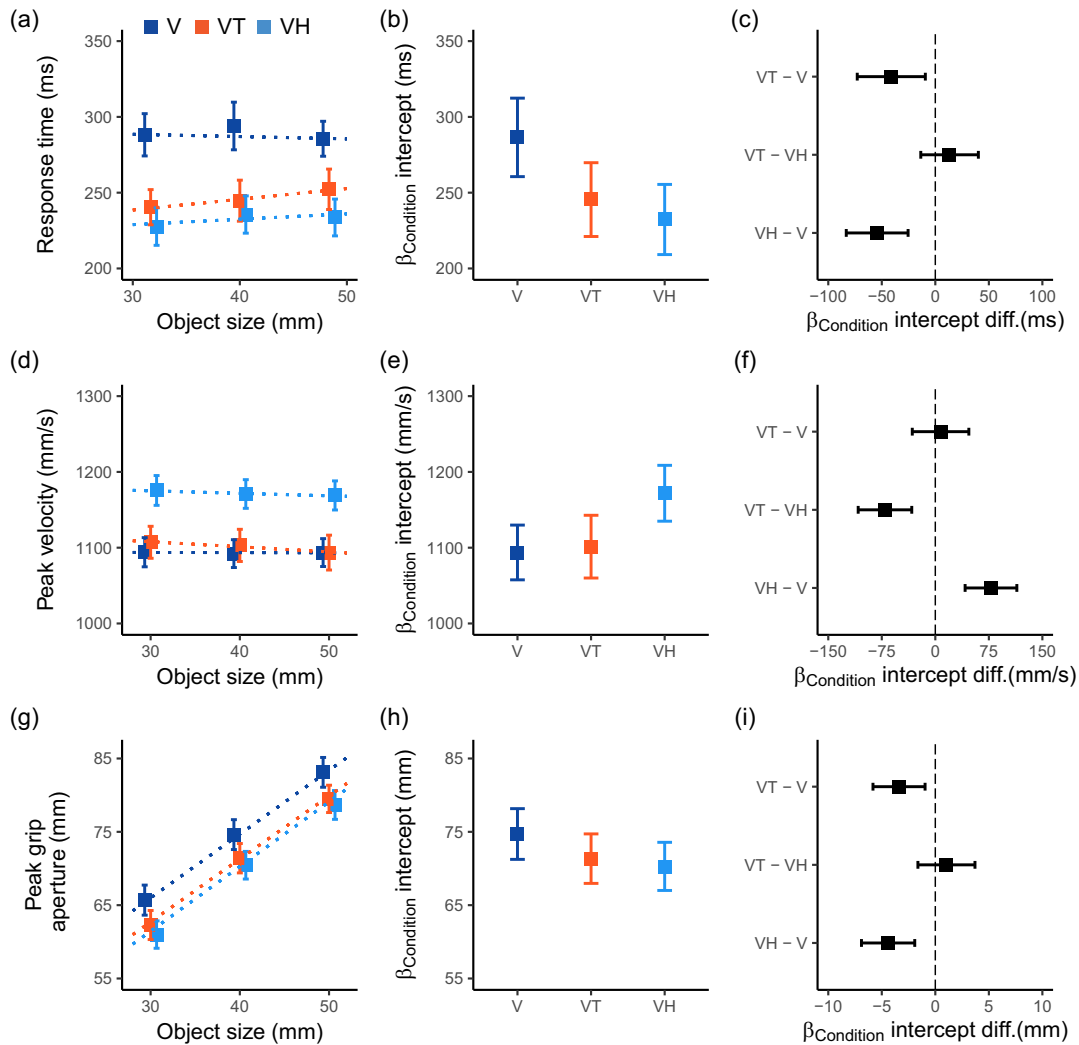 (a)
V VT VH
350
300
250
200
Response time (ms)
30 40 50
Object size (mm)
(b)
350
300
250
200
βCondition intercept (ms)
V VT VH
(c)
VT − V
VT − VH
VH − V
−100 −50 0 50 100
βCondition intercept diff.(ms)
(d)
1300
1200
1100
1000
Peak velocity (mm/s)
30 40 50
Object size (mm)
(e)
1300
1200
1100
1000
βCondition intercept (mm/s)
V VT VH
(f)
VT − V
VT − VH
VH − V
−150 −75 0 75 150
βCondition intercept diff.(mm/s)
(g)
85
75
65
55
Peak grip
aperture (mm)
30 40 50
Object size (mm)
(h)
85
75
65
55
βCondition intercept (mm)
V VT VH
(i)
VT − V
VT − VH
VH − V
−10 −5 0 5 10
βCondition intercept diff.(mm)